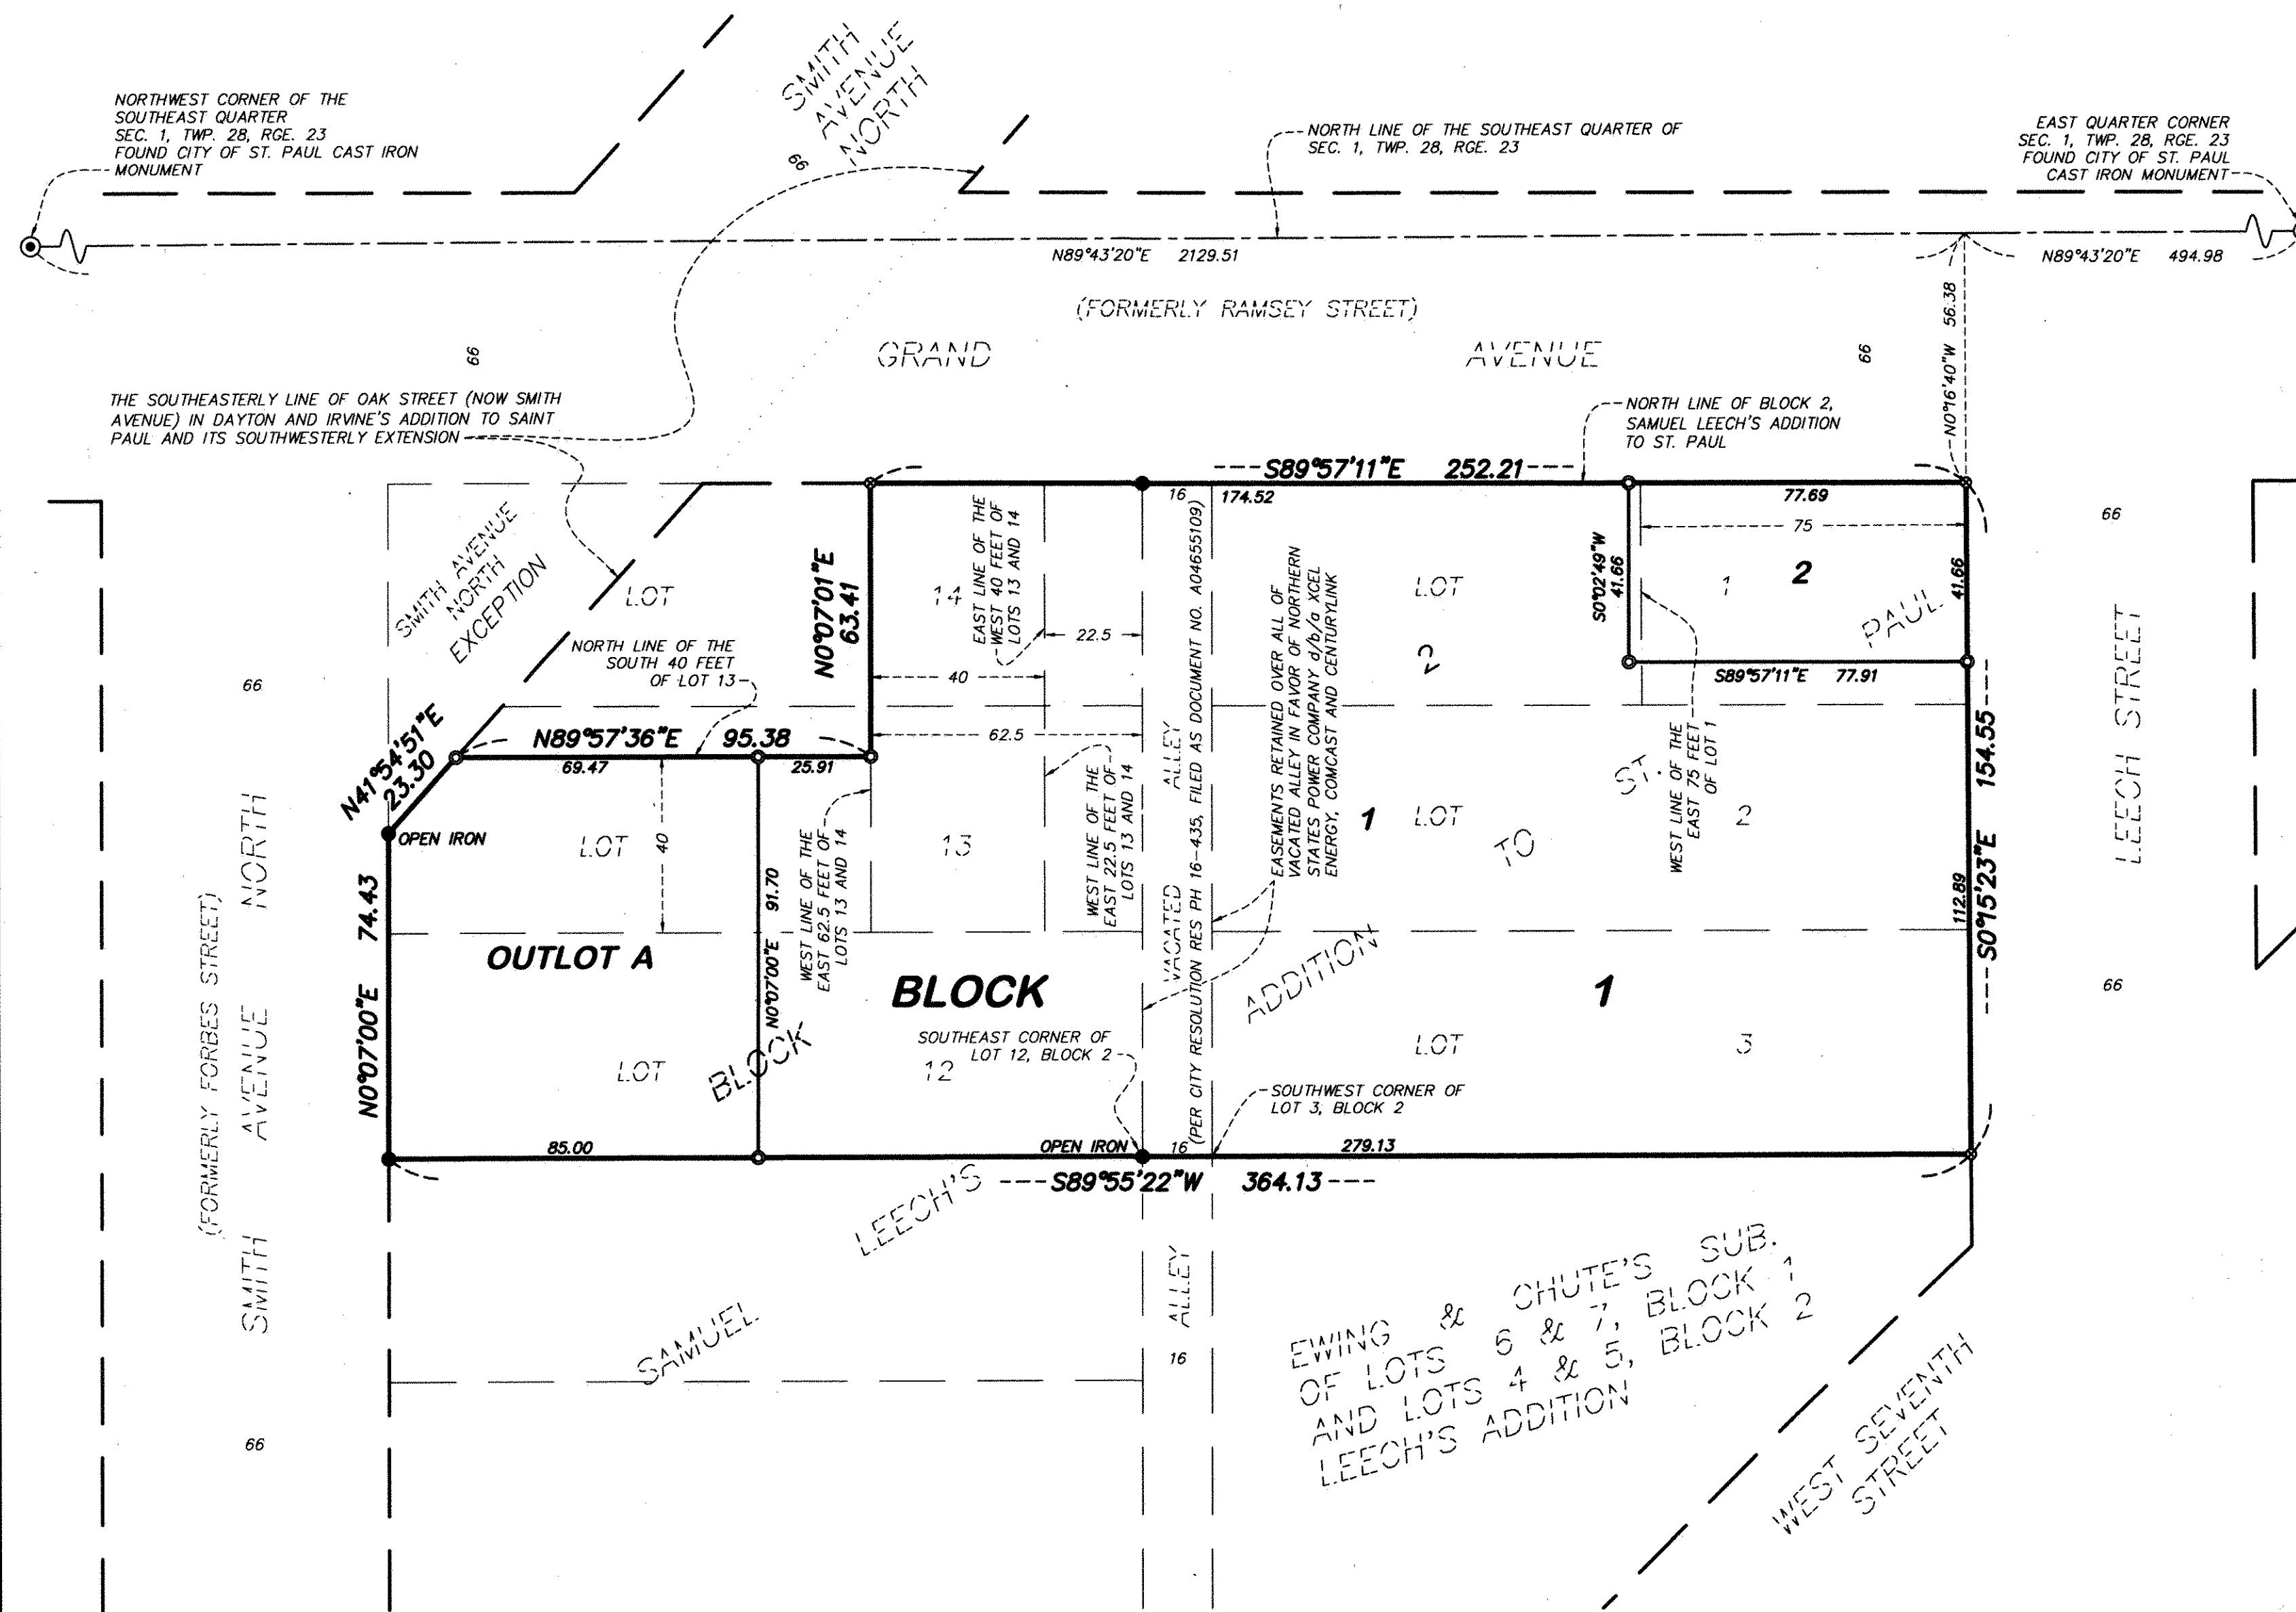 SMITH
AVENUE
NORTH
66
NORTHWEST CORNER OF THE
SOUTHEAST QUARTER
SEC. 1, TWP. 28, RGE. 23
FOUND CITY OF ST. PAUL CAST IRON
MONUMENT
NORTH LINE OF THE SOUTHEAST QUARTER OF
SEC. 1, TWP. 28, RGE. 23
EAST QUARTER CORNER
SEC. 1, TWP. 28, RGE. 23
FOUND CITY OF ST. PAUL
CAST IRON MONUMENT
N89°43'20"E 2129.51
N89°43'20"E 494.98
(FORMERLY RAMSEY STREET)
GRAND AVENUE
66
66
N0°16'40"W 56.38
THE SOUTHEASTERLY LINE OF OAK STREET (NOW SMITH
AVENUE) IN DAYTON AND IRVINE'S ADDITION TO SAINT
PAUL AND ITS SOUTHWESTERLY EXTENSION
NORTH LINE OF BLOCK 2,
SAMUEL LEECH'S ADDITION
TO ST. PAUL
S89°57'11"E 252.21
16
174.52
77.69
75
SMITH AVENUE
NORTH
EXCEPTION
LOT
14
N0°07'01"E
63.41
EAST LINE OF THE
WEST 40 FEET OF
LOTS 13 AND 14
22.5
40
62.5
NORTH LINE OF THE
SOUTH 40 FEET
OF LOT 13
N41°54'51"E
23.30
N89°57'36"E 95.38
69.47
25.91
OPEN IRON
LOT
40
13
N0°07'00"E 74.43
N0°07'00"E 91.70
WEST LINE OF THE
EAST 62.5 FEET OF
LOTS 13 AND 14
WEST LINE OF THE
EAST 22.5 FEET OF
LOTS 13 AND 14
VACATED ALLEY
(PER CITY RESOLUTION RES PH 16-435, FILED AS DOCUMENT NO. A04655109)
EASEMENTS RETAINED OVER ALL OF
VACATED ALLEY IN FAVOR OF NORTHERN
STATES POWER COMPANY d/b/a XCEL
ENERGY, COMCAST AND CENTURYLINK
LOT
2
S0°02'49"W
41.66
1
2
41.66
S89°57'11"E 77.91
WEST LINE OF THE
EAST 75 FEET
OF LOT 1
1
LOT
2
PAUL
ST.
TO
ADDITION
112.89
S0°15'23"E 154.55
66
LEECH STREET
66
OUTLOT A
BLOCK
1
LOT
BLOCK
12
SOUTHEAST CORNER OF
LOT 12, BLOCK 2
SOUTHWEST CORNER OF
LOT 3, BLOCK 2
LOT
3
85.00
OPEN IRON
16
279.13
S89°55'22"W 364.13
66
(FORMERLY FORBES STREET)
SMITH AVENUE NORTH
66
LEECH'S
SAMUEL
ALLEY
16
EWING & CHUTE'S SUB.
OF LOTS 6 & 7, BLOCK 1
AND LOTS 4 & 5, BLOCK 2
LEECH'S ADDITION
WEST SEVENTH
STREET